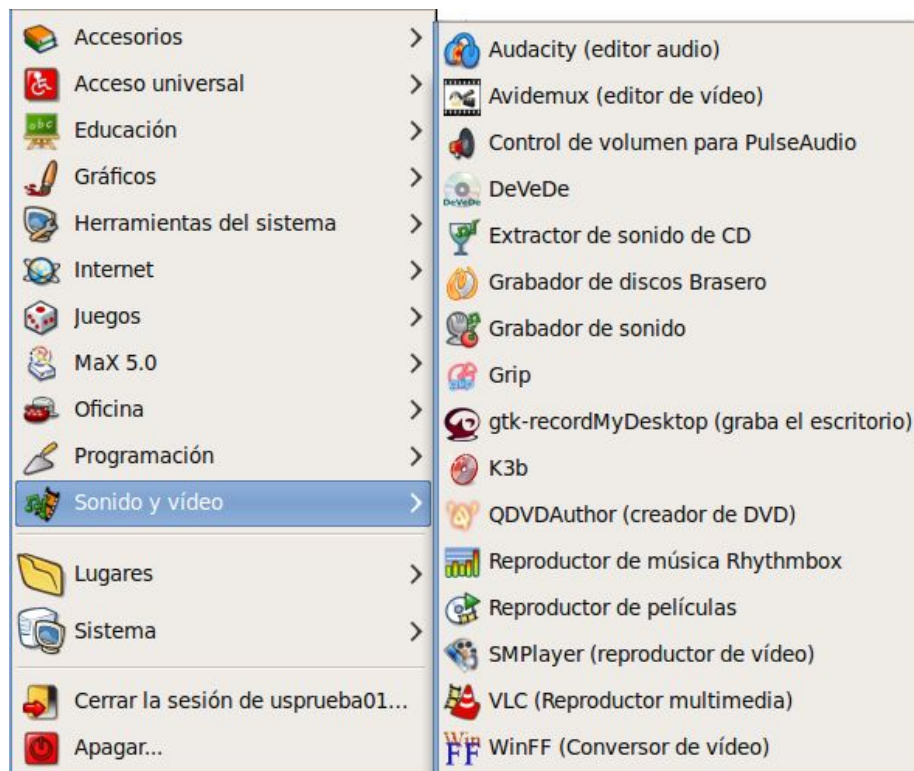 Accesorios
Acceso universal
Educación
Gráficos
Herramientas del sistema
Internet
Juegos
MaX 5.0
Oficina
Programación
Sonido y vídeo
Lugares
Sistema
Cerrar la sesión de usprueba01...
Apagar...
Audacity (editor audio)
Avidemux (editor de vídeo)
Control de volumen para PulseAudio
DeVeDe
DeVeDe
Extractor de sonido de CD
Grabador de discos Brasero
Grabador de sonido
Grip
gtk-recordMyDesktop (graba el escritorio)
K3b
QDVDAuthor (creador de DVD)
Reproductor de música Rhythmbox
Reproductor de películas
SMPlayer (reproductor de vídeo)
VLC (Reproductor multimedia)
Win
FF
WinFF (Conversor de vídeo)